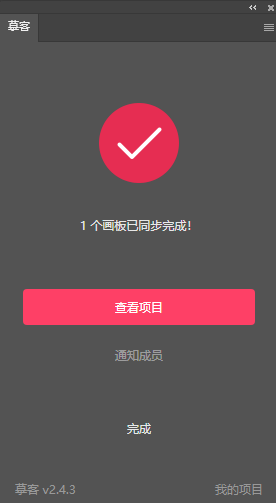 摹客
1 个画板已同步完成！
查看项目
通知成员
完成
摹客 v2.4.3
我的项目